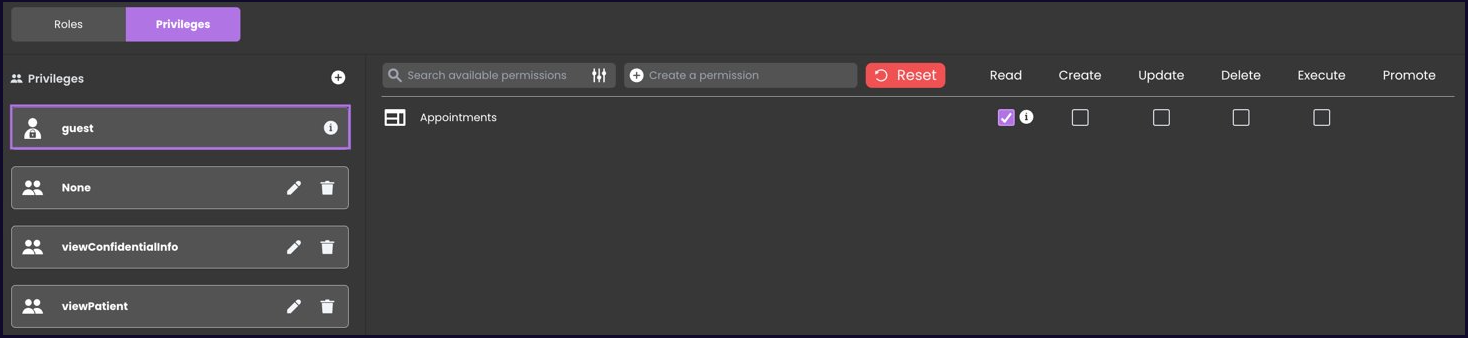 Roles Privileges
Privileges
Search available permissions Create a permission Reset Read Create Update Delete Execute Promote
guest
Appointments
None
viewConfidentialInfo
viewPatient